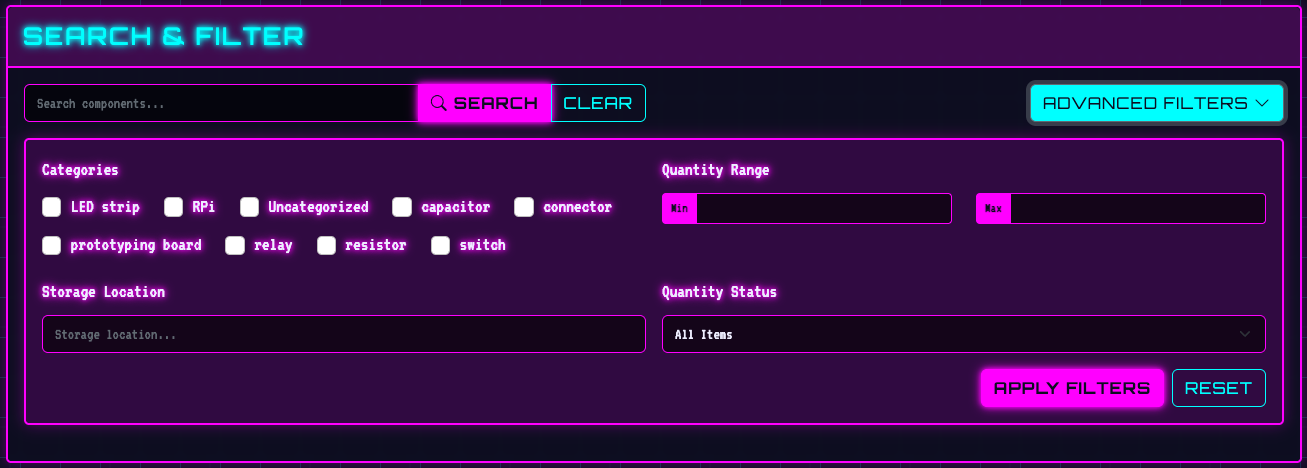 SEARCH & FILTER
Search components... SEARCH CLEAR ADVANCED FILTERS
Categories
LED strip RPi Uncategorized capacitor connector
prototyping board relay resistor switch
Quantity Range
Min Max
Storage Location
Storage location...
Quantity Status
All Items
APPLY FILTERS RESET